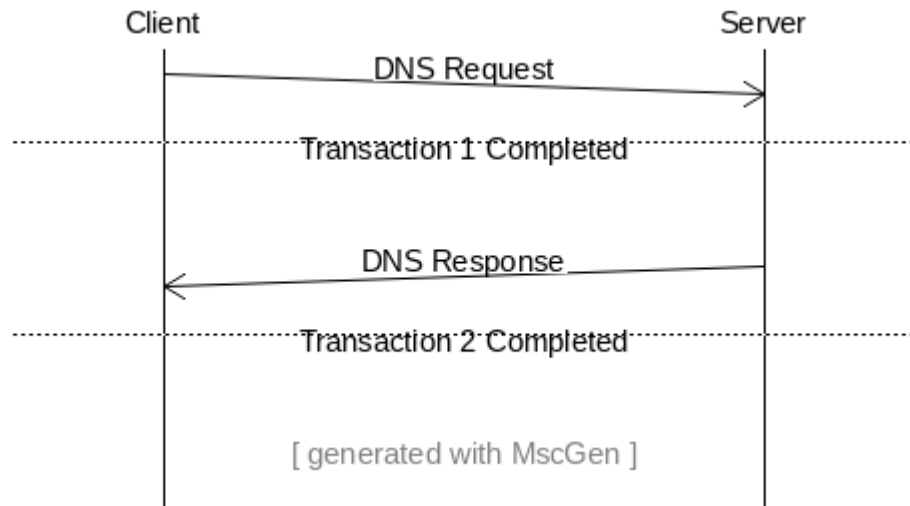 Client Server
DNS Request
Transaction 1 Completed
DNS Response
Transaction 2 Completed
[ generated with MscGen ]